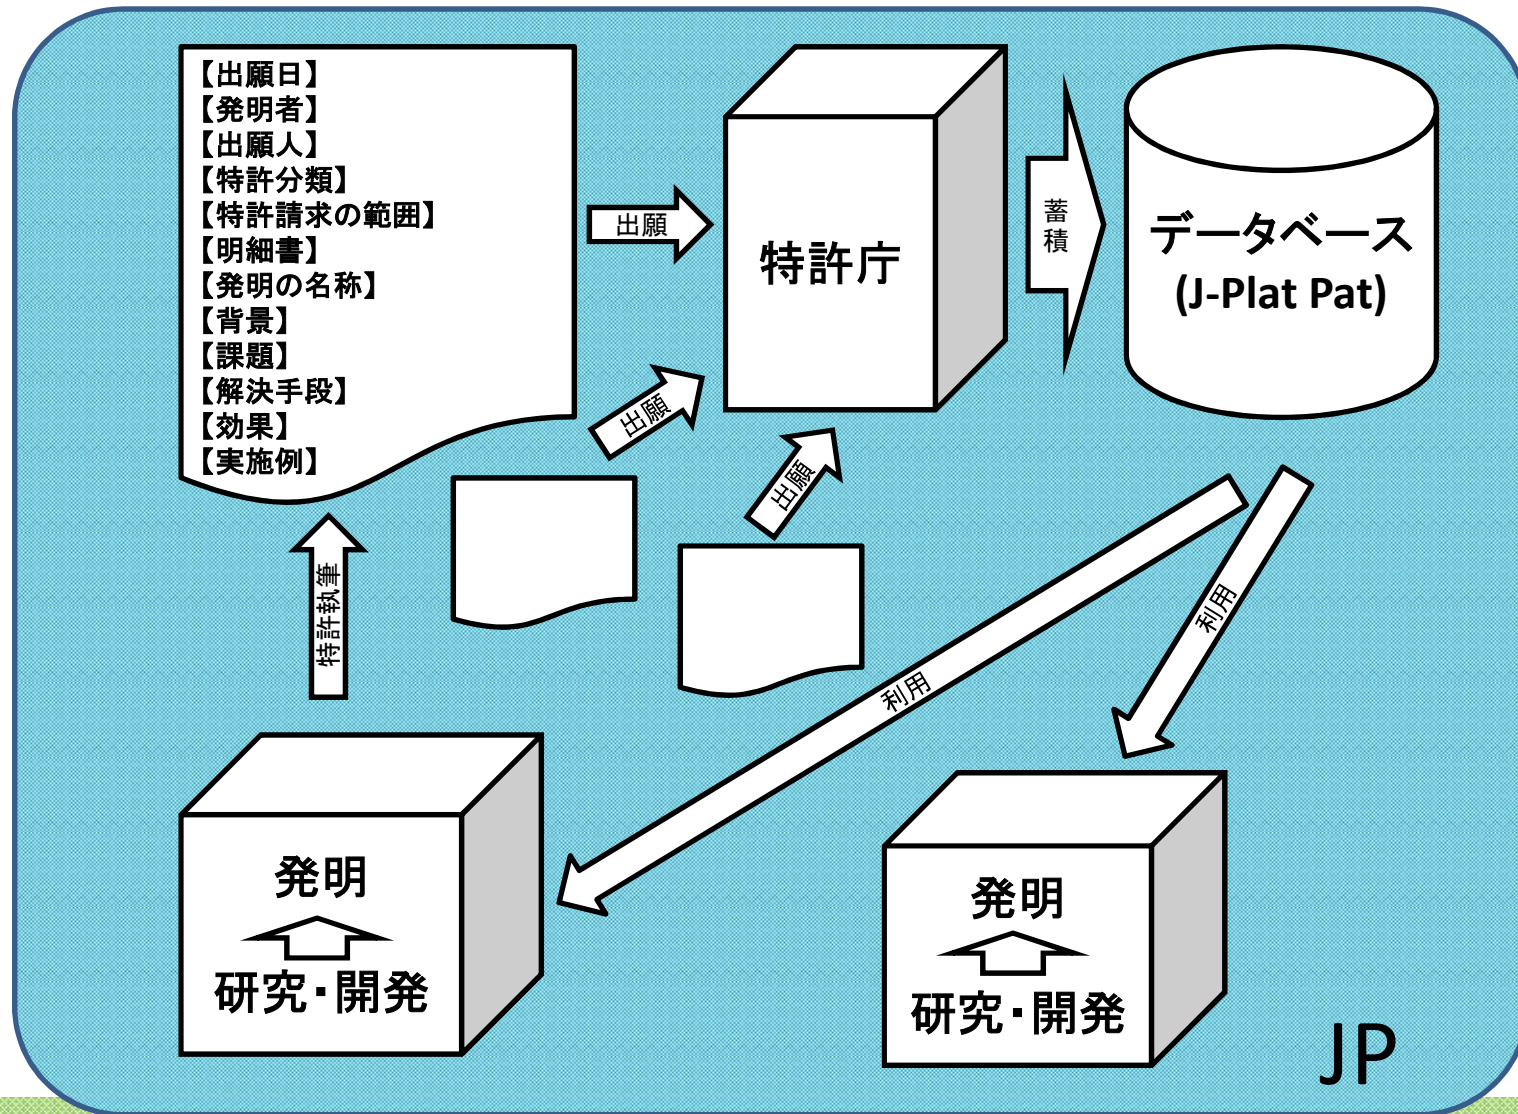 【出願日】
【発明者】
【出願人】
【特許分類】
【特許請求の範囲】
【明細書】
【発明の名称】
【背景】
【課題】
【解決手段】
【効果】
【実施例】
出願
特許庁
蓄積
データベース
(J-Plat Pat)
出願
出願
特許執筆
利用
利用
発明
研究・開発
発明
研究・開発
JP